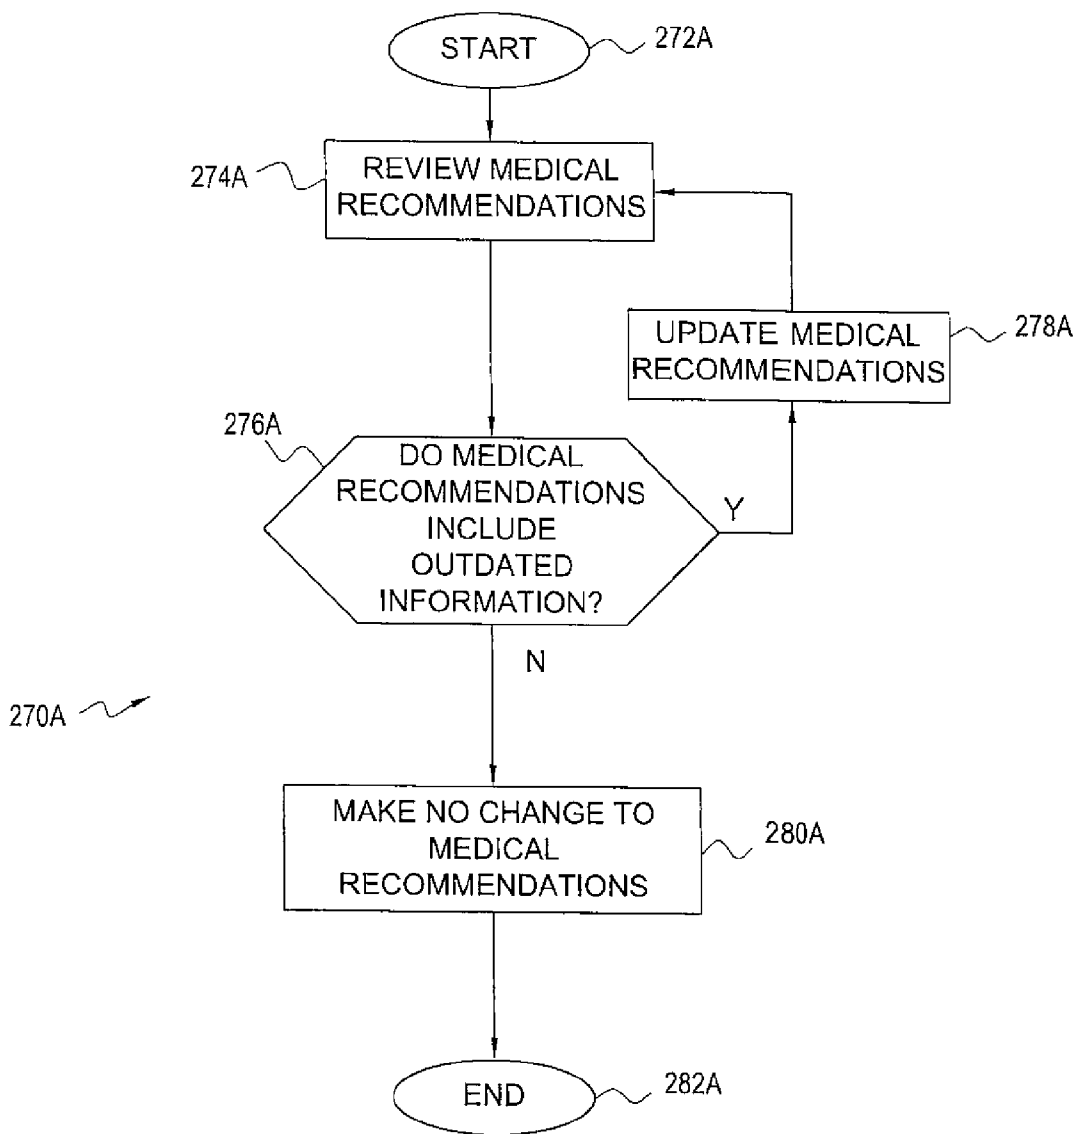 START
272A
274A
REVIEW MEDICAL
RECOMMENDATIONS
UPDATE MEDICAL
RECOMMENDATIONS
278A
276A
DO MEDICAL
RECOMMENDATIONS
INCLUDE
OUTDATED
INFORMATION?
Y
N
270A
MAKE NO CHANGE TO
MEDICAL
RECOMMENDATIONS
280A
END
282A